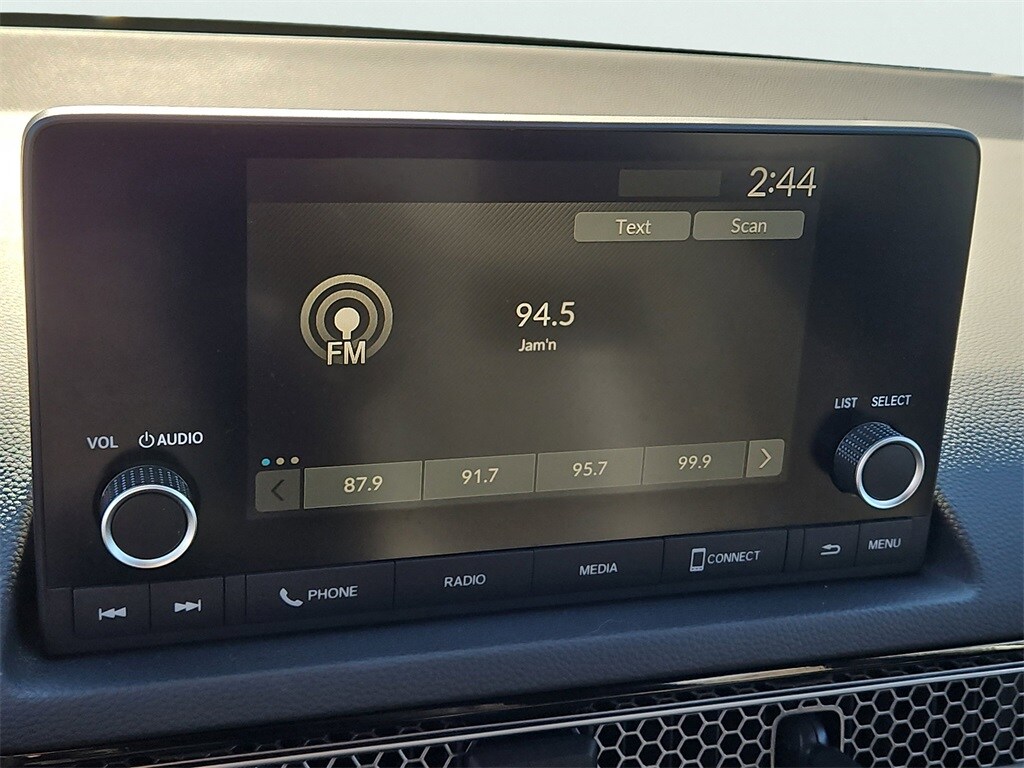 2:44
Text Scan
94.5
FM
Jam'n
LIST SELECT
VOL AUDIO
87.9 91.7 95.7 99.9
PHONE RADIO MEDIA CONNECT MENU